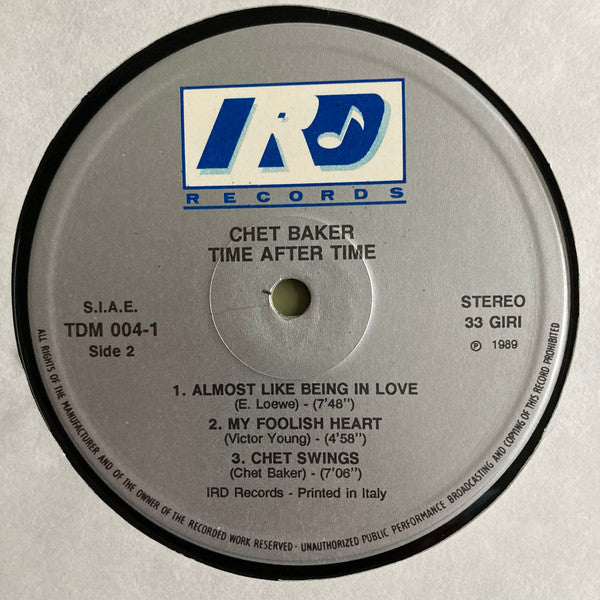 IRD
RECORDS
CHET BAKER
TIME AFTER TIME
S.I.A.E.
TDM 004-1
Side 2
STEREO
33 GIRI
℗ 1989
1. ALMOST LIKE BEING IN LOVE
(E. Loewe) - (7'48")
2. MY FOOLISH HEART
(Victor Young) - (4'58")
3. CHET SWINGS
(Chet Baker) - (7'06")
IRD Records - Printed in Italy
ALL RIGHTS OF THE MANUFACTURER AND OF THE OWNER OF THE RECORDED WORK RESERVED - UNAUTHORIZED PUBLIC PERFORMANCE BROADCASTING AND COPYING OF THIS RECORD PROHIBITED